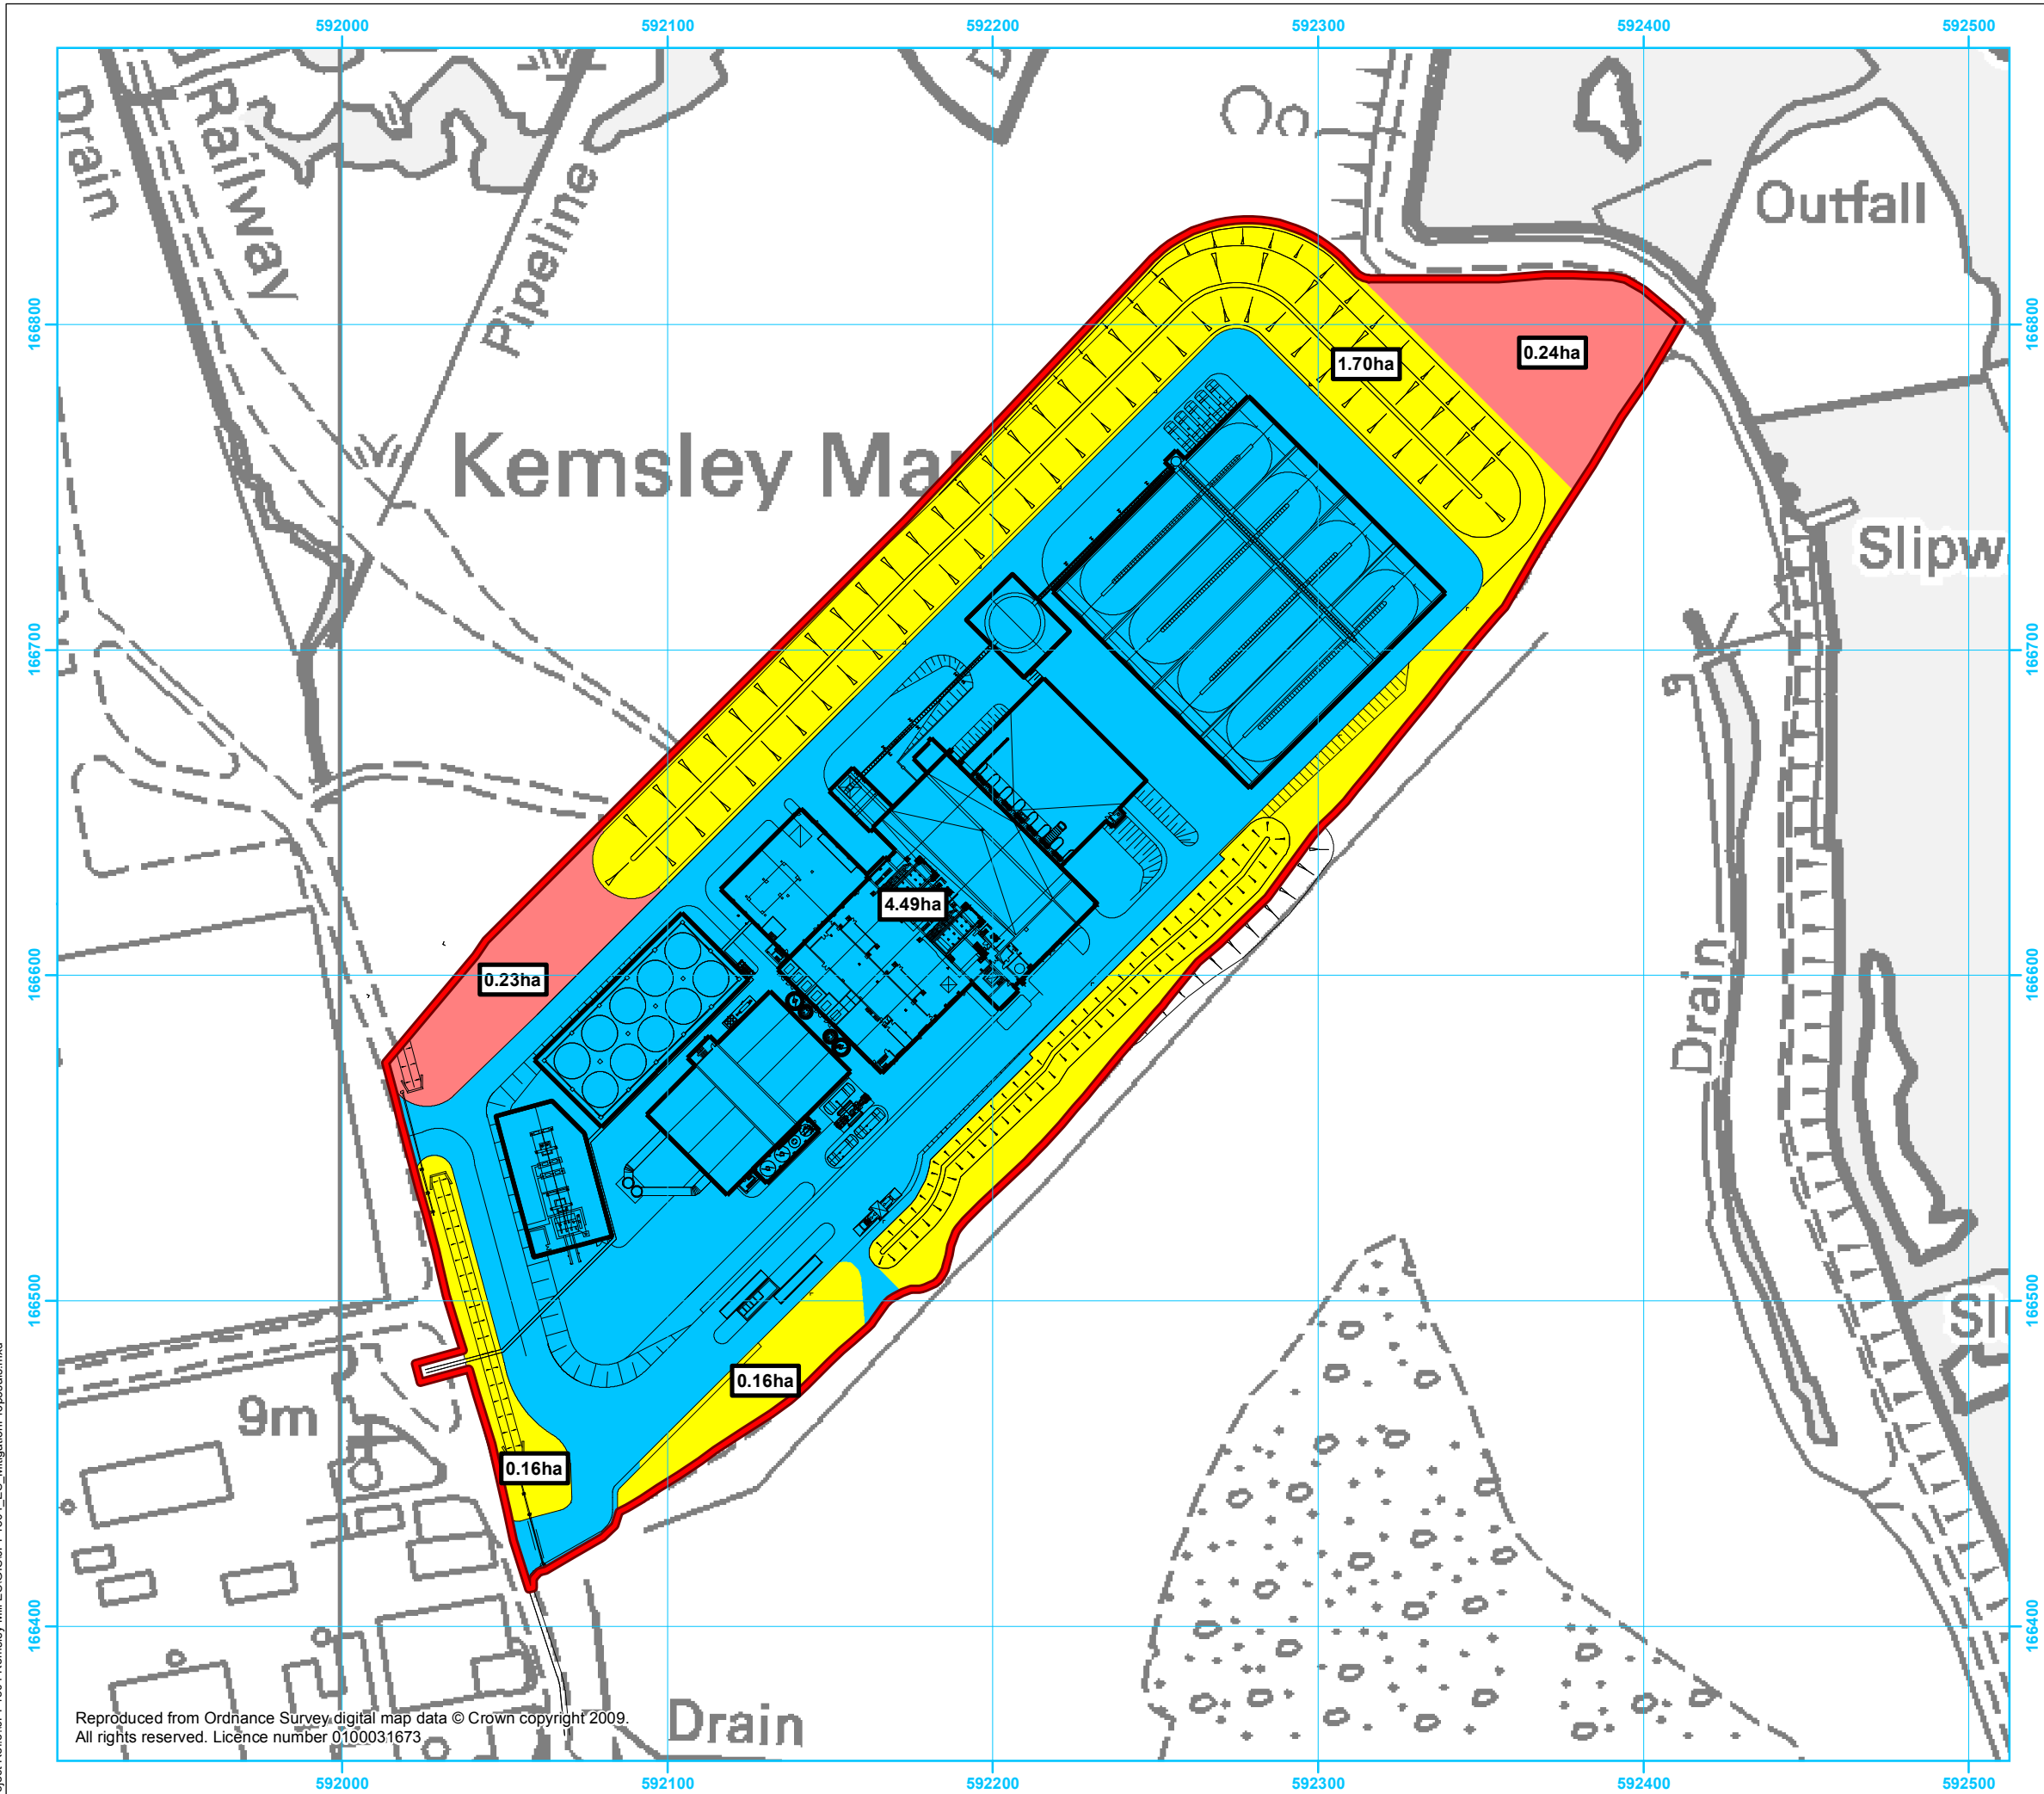 592000 592100 592200 592300 592400 592500
Drain
Railway
Pipeline
Outfall
166800 166800
1.70ha
0.24ha
Kemsley Mar
Slipw
166700 166700
4.49ha
0.23ha
166600 166600
Drain
166500 166500
0.16ha
9m
0.16ha
166400 166400
Drain
Reproduced from Ordnance Survey digital map data © Crown copyright 2009.
All rights reserved. Licence number 0100031673
592000 592100 592200 592300 592400 592500